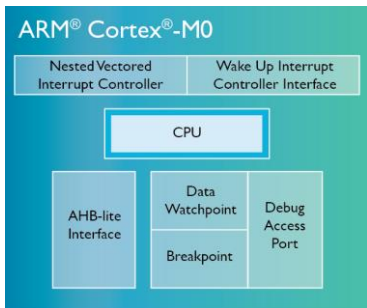 ARM® Cortex®-M0
Nested Vectored
Interrupt Controller
Wake Up Interrupt
Controller Interface
CPU
AHB-lite
Interface
Data
Watchpoint
Breakpoint
Debug
Access
Port